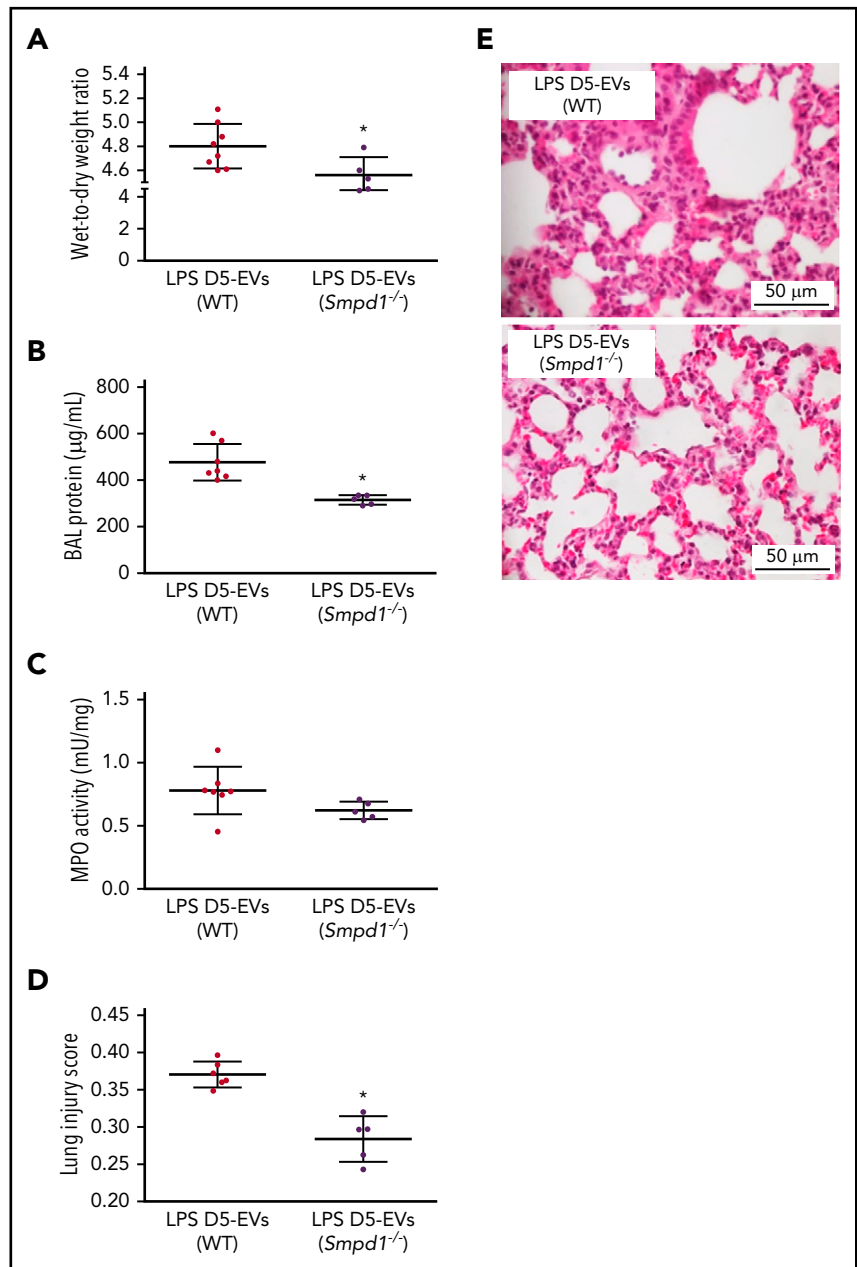 A
Wet-to-dry weight ratio
5.4
5.2
5.0
4.8
4.6
4
2
0
*
LPS D5-EVs
(WT)
LPS D5-EVs
(Smpd1-/-)
B
BAL protein (µg/mL)
800
600
400
200
0
*
LPS D5-EVs
(WT)
LPS D5-EVs
(Smpd1-/-)
C
MPO activity (mU/mg)
1.5
1.0
0.5
0.0
LPS D5-EVs
(WT)
LPS D5-EVs
(Smpd1-/-)
D
Lung injury score
0.45
0.40
0.35
0.30
0.25
0.20
*
LPS D5-EVs
(WT)
LPS D5-EVs
(Smpd1-/-)
E
LPS D5-EVs
(WT)
50 µm
LPS D5-EVs
(Smpd1-/-)
50 µm